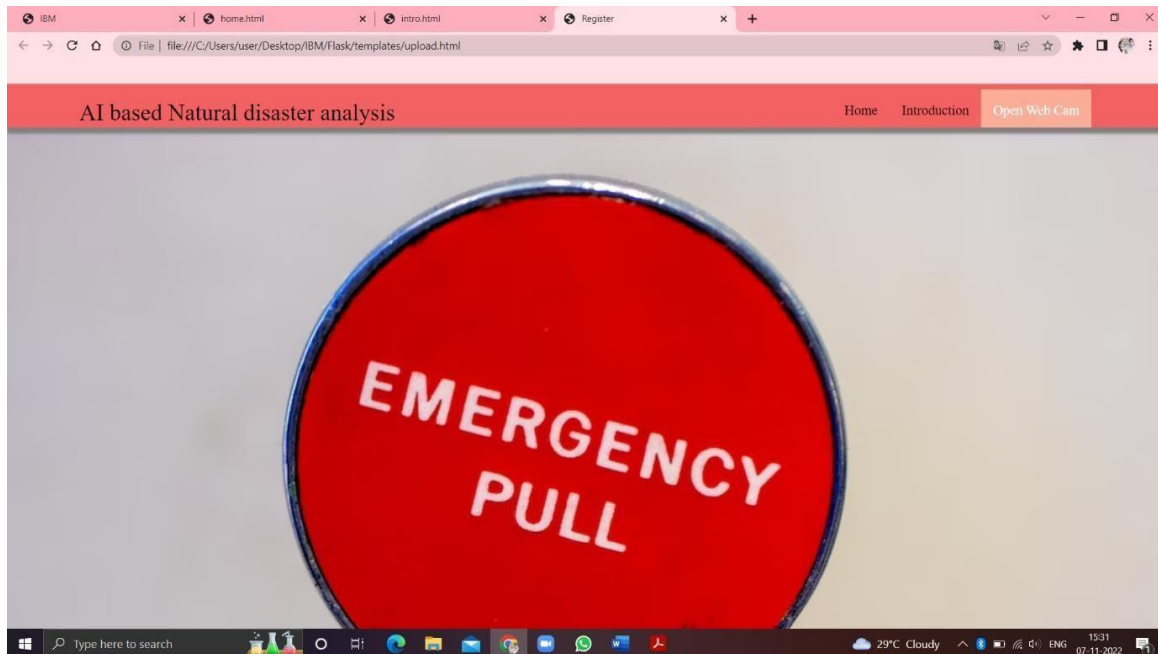 IBM
home.html
intro.html
Register
File | file:///C:/Users/user/Desktop/IBM/Flask/templates/upload.html
AI based Natural disaster analysis
Home Introduction Open Web Cam
EMERGENCY
PULL
Type here to search
29°C Cloudy
ENG
15:31
07-11-2022